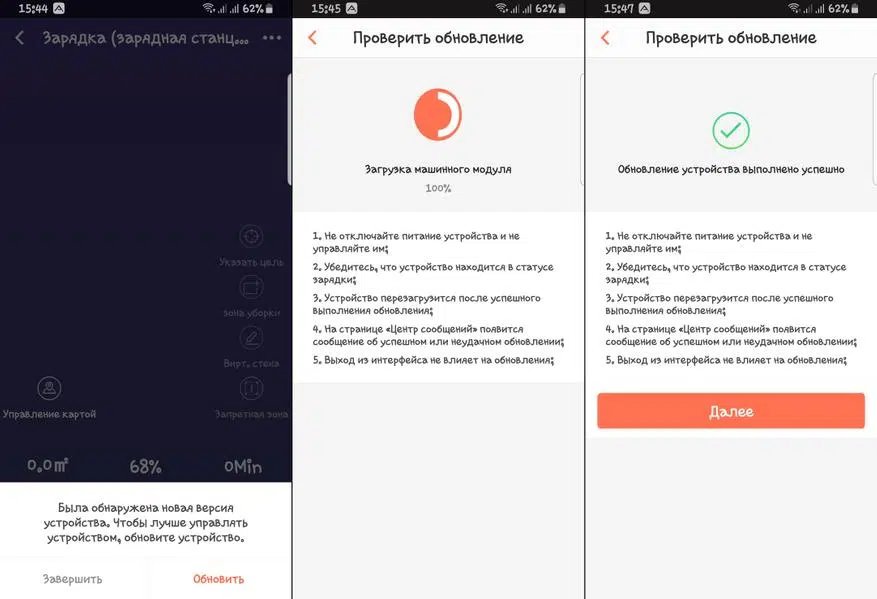 15:44 62%
Зарядка (зарядная станц...
Указать цель
зона уборки
Вирт. стена
Управление картой
Запретная зона
0.0㎡ 68% 0Min
Была обнаружена новая версия
устройства. Чтобы лучше управлять
устройством, обновите устройство.
Завершить Обновить
15:45 62%
Проверить обновление
Загрузка машинного модуля
100%
1. Не отключайте питание устройства и не
управляйте им;
2. Убедитесь, что устройство находится в статусе
зарядки;
3. Устройство перезагрузится после успешного
выполнения обновления;
4. На странице «Центр сообщений» появится
сообщение об успешном или неудачном обновлении;
5. Выход из интерфейса не влияет на обновления;
15:47 62%
Проверить обновление
Обновление устройства выполнено успешно
1. Не отключайте питание устройства и не
управляйте им;
2. Убедитесь, что устройство находится в статусе
зарядки;
3. Устройство перезагрузится после успешного
выполнения обновления;
4. На странице «Центр сообщений» появится
сообщение об успешном или неудачном обновлении;
5. Выход из интерфейса не влияет на обновления;
Далее